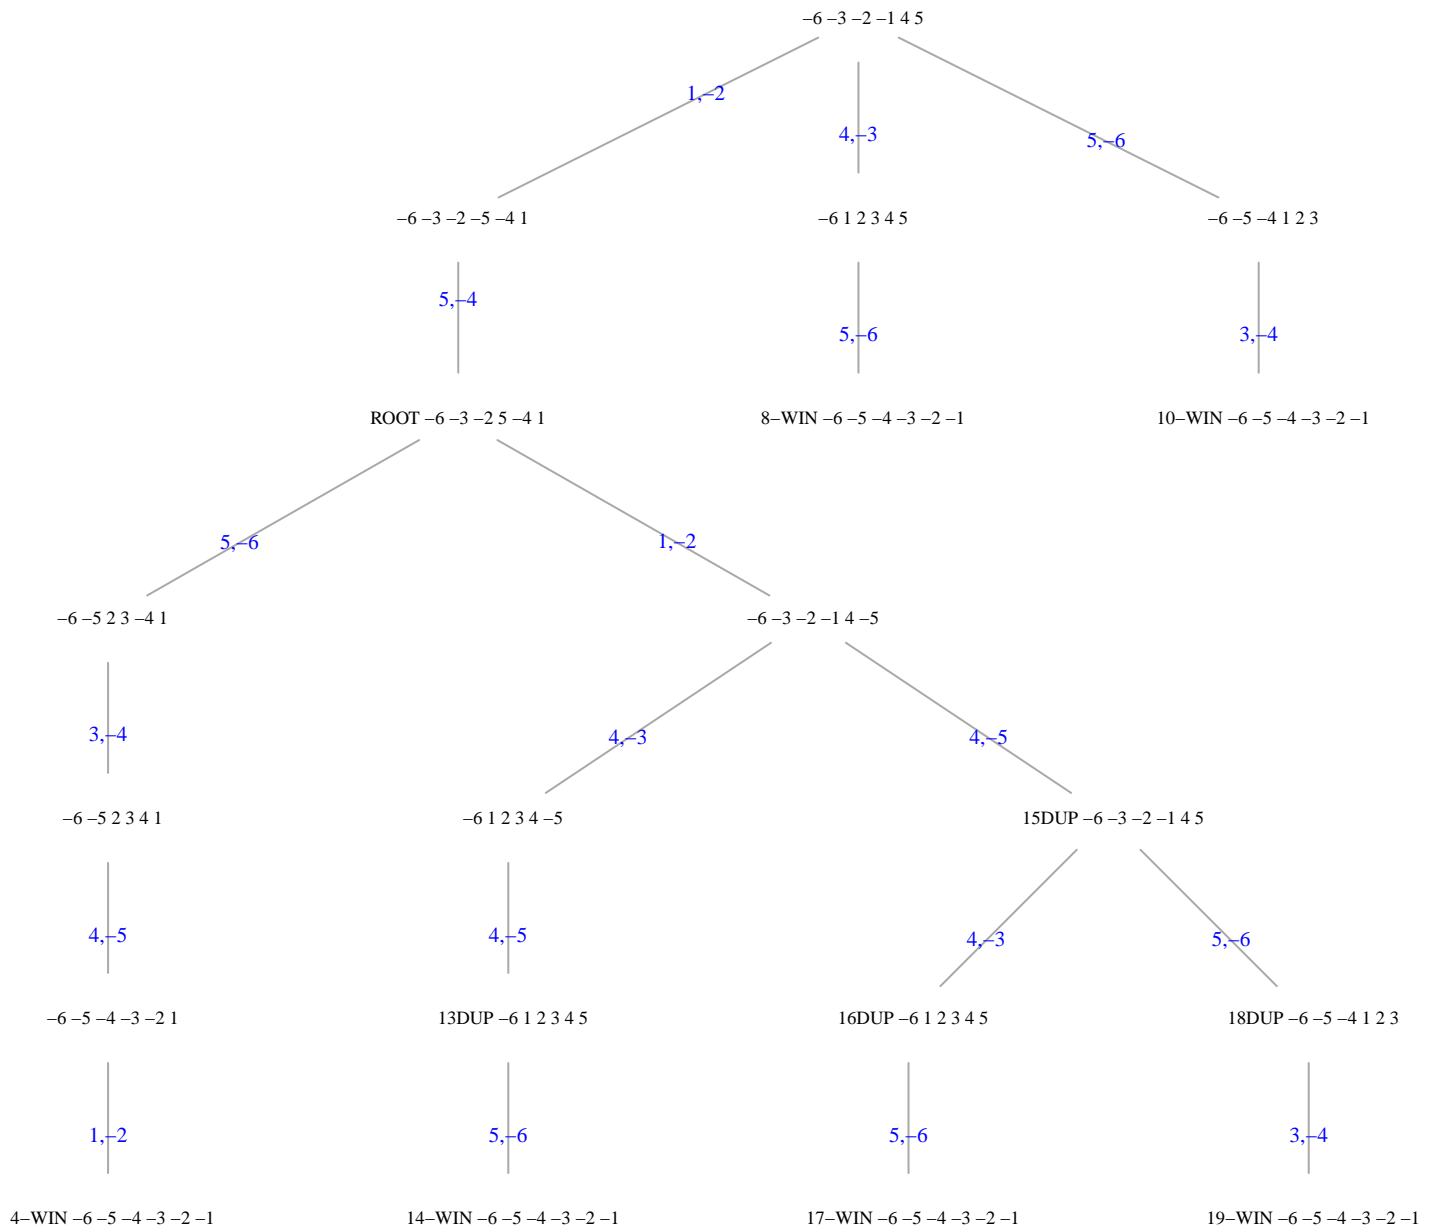 –6 –3 –2 –1 4 5
1,–2
4,–3
5,–6
–6 –3 –2 –5 –4 1
–6 1 2 3 4 5
–6 –5 –4 1 2 3
5,–4
5,–6
3,–4
ROOT –6 –3 –2 5 –4 1
8–WIN –6 –5 –4 –3 –2 –1
10–WIN –6 –5 –4 –3 –2 –1
5,–6
1,–2
–6 –5 2 3 –4 1
–6 –3 –2 –1 4 –5
3,–4
4,–3
4,–5
–6 –5 2 3 4 1
–6 1 2 3 4 –5
15DUP –6 –3 –2 –1 4 5
4,–5
4,–5
4,–3
5,–6
–6 –5 –4 –3 –2 1
13DUP –6 1 2 3 4 5
16DUP –6 1 2 3 4 5
18DUP –6 –5 –4 1 2 3
1,–2
5,–6
5,–6
3,–4
4–WIN –6 –5 –4 –3 –2 –1
14–WIN –6 –5 –4 –3 –2 –1
17–WIN –6 –5 –4 –3 –2 –1
19–WIN –6 –5 –4 –3 –2 –1